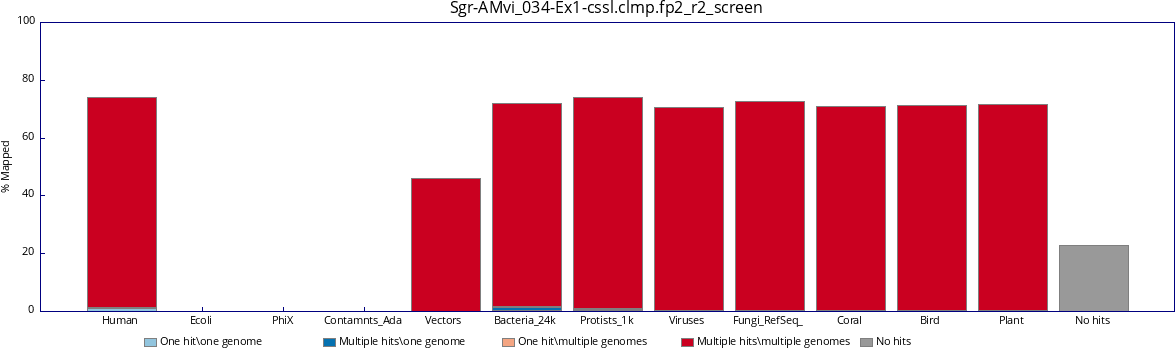 Sgr-AMvi_034-Ex1-cssl.clmp.fp2_r2_screen
100
80
60
40
20
0
% Mapped
Human Ecoli PhiX Contamnts_Ada Vectors Bacteria_24k Protists_1k Viruses Fungi_RefSeq_ Coral Bird Plant No hits
One hit\one genome Multiple hits\one genome One hit\multiple genomes Multiple hits\multiple genomes No hits